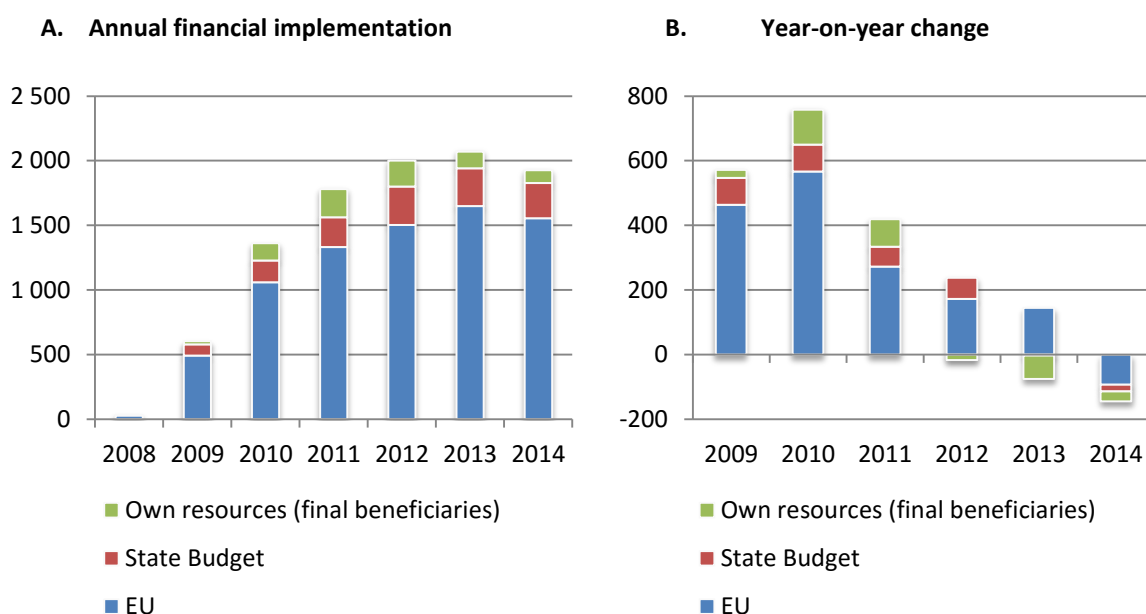 A. Annual financial implementation
2 500
2 000
1 500
1 000
500
0
2008 2009 2010 2011 2012 2013 2014
Own resources (final beneficiaries)
State Budget
EU
B. Year-on-year change
800
600
400
200
0
-200
2009 2010 2011 2012 2013 2014
Own resources (final beneficiaries)
State Budget
EU